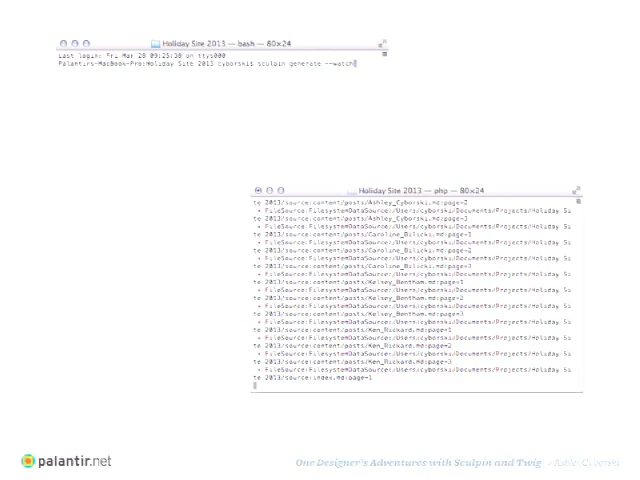 Holiday Site 2013 — bash — 80×24
Last login: Fri Mar 28 09:25:38 on ttys000
Palantirs-MacBook-Pro:Holiday Site 2013 cyborski$ sculpin generate --watch
Holiday Site 2013 — php — 80×24
te 2013/source:content/posts/Ashley_Cyborski.md:page=2
+ FileSource:FilesystemDataSource:/Users/cyborski/Documents/Projects/Holiday Si
te 2013/source:content/posts/Ashley_Cyborski.md:page=3
+ FileSource:FilesystemDataSource:/Users/cyborski/Documents/Projects/Holiday Si
te 2013/source:content/posts/Caroline_Bilicki.md:page=1
+ FileSource:FilesystemDataSource:/Users/cyborski/Documents/Projects/Holiday Si
te 2013/source:content/posts/Caroline_Bilicki.md:page=2
+ FileSource:FilesystemDataSource:/Users/cyborski/Documents/Projects/Holiday Si
te 2013/source:content/posts/Caroline_Bilicki.md:page=3
+ FileSource:FilesystemDataSource:/Users/cyborski/Documents/Projects/Holiday Si
te 2013/source:content/posts/Kelsey_Bentham.md:page=1
+ FileSource:FilesystemDataSource:/Users/cyborski/Documents/Projects/Holiday Si
te 2013/source:content/posts/Kelsey_Bentham.md:page=2
+ FileSource:FilesystemDataSource:/Users/cyborski/Documents/Projects/Holiday Si
te 2013/source:content/posts/Kelsey_Bentham.md:page=3
+ FileSource:FilesystemDataSource:/Users/cyborski/Documents/Projects/Holiday Si
te 2013/source:content/posts/Ken_Rickard.md:page=1
+ FileSource:FilesystemDataSource:/Users/cyborski/Documents/Projects/Holiday Si
te 2013/source:content/posts/Ken_Rickard.md:page=2
+ FileSource:FilesystemDataSource:/Users/cyborski/Documents/Projects/Holiday Si
te 2013/source:content/posts/Ken_Rickard.md:page=3
+ FileSource:FilesystemDataSource:/Users/cyborski/Documents/Projects/Holiday Si
te 2013/source:index.md:page=1
palantir.net
One Designer's Adventures with Sculpin and Twig // Ashley Cyborski